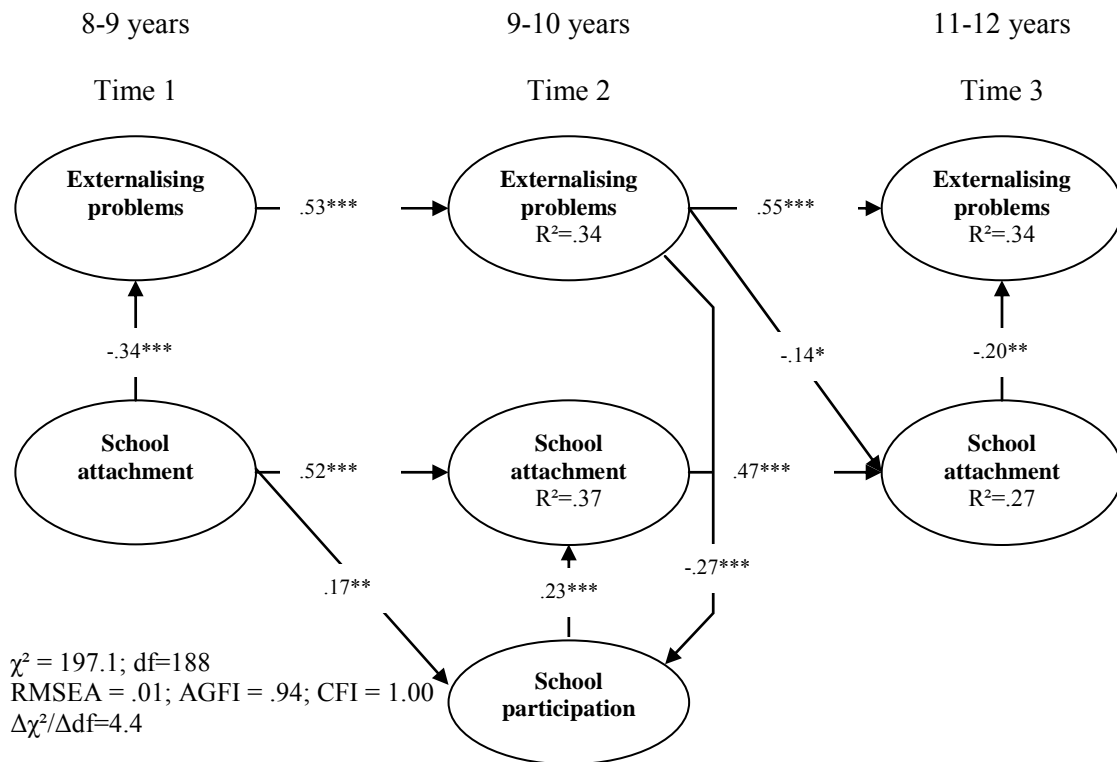 8-9 years
9-10 years
11-12 years
Time 1
Time 2
Time 3
Externalising
problems
.53***
Externalising
problems
R²=.34
.55***
Externalising
problems
R²=.34
-.34***
-.14*
-.20**
School
attachment
.52***
School
attachment
R²=.37
.47***
School
attachment
R²=.27
.17**
.23***
-.27***
School
participation
χ² = 197.1; df=188
RMSEA = .01; AGFI = .94; CFI = 1.00
Δχ²/Δdf=4.4